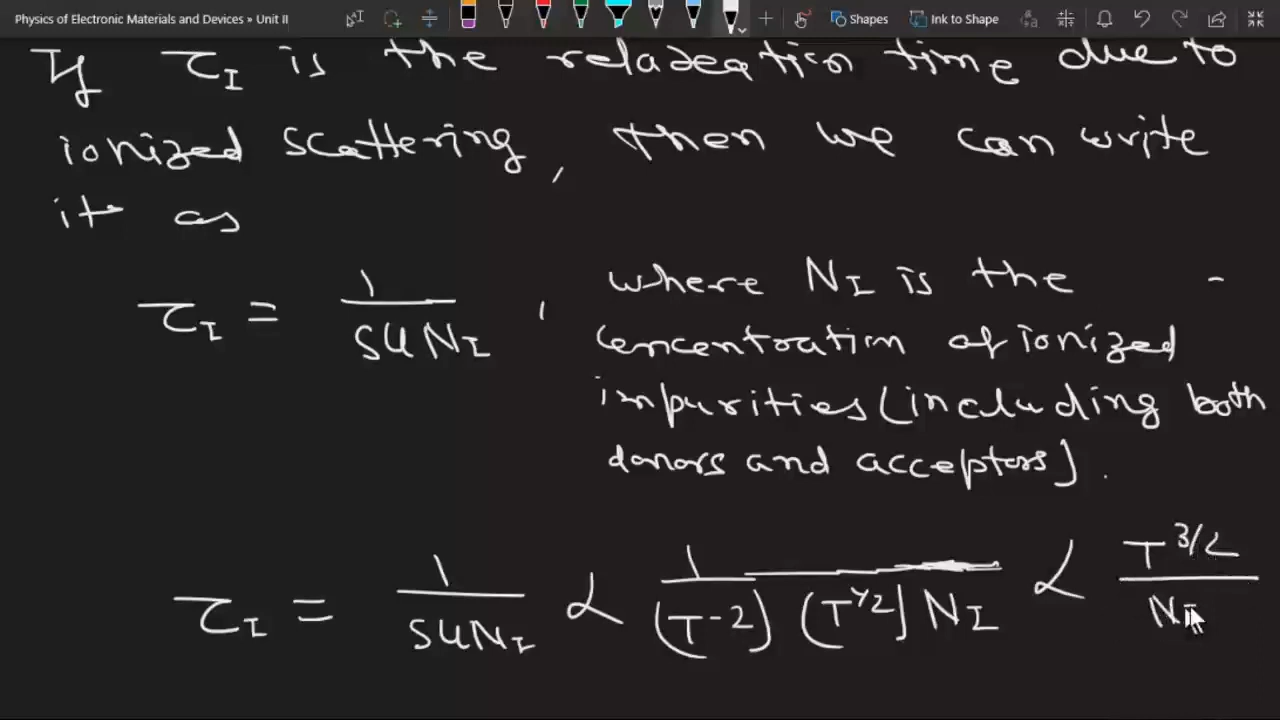 Physics of Electronic Materials and Devices » Unit II
Shapes
Ink to Shape
If τI is the relaxation time due to
ionized scattering, then we can write
it as
τI = 1/SuNI , where NI is the
concentration of ionized
impurities (including both
donors and acceptors).
τI = 1/SuNI ∝ 1/(T^-2) (T^1/2) NI ∝ T^3/2/NI